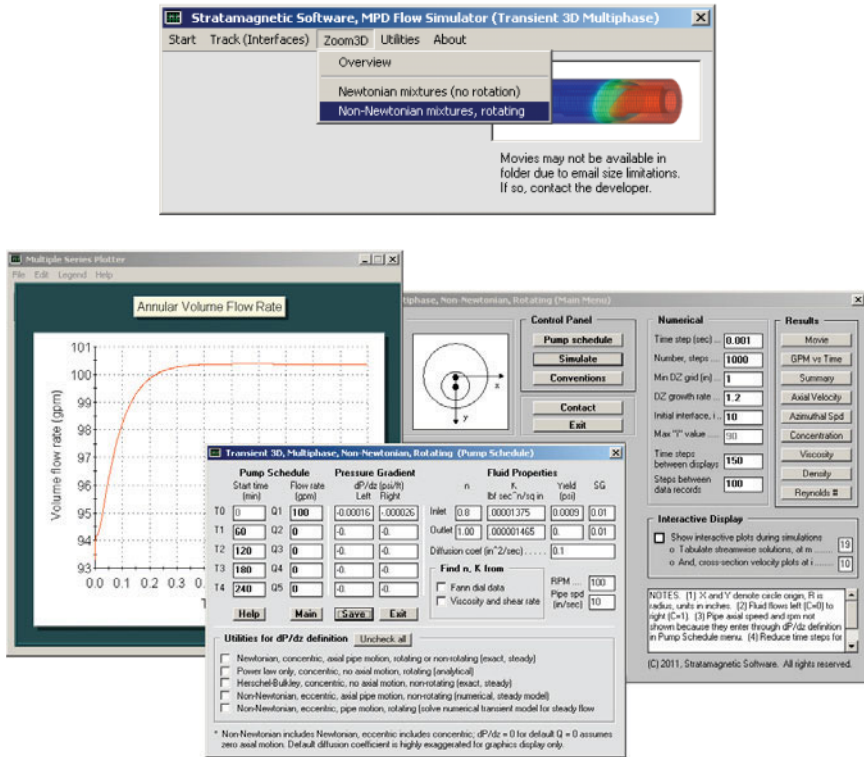 Stratamagnetic Software, MPD Flow Simulator (Transient 3D Multiphase)
Start Track (Interfaces) Zoom3D Utilities About
Overview
Newtonian mixtures (no rotation)
Non-Newtonian mixtures, rotating
Movies may not be available in
folder due to email size limitations.
If so, contact the developer.
Multiple Series Plotter
File Edit Legend Help
Annular Volume Flow Rate
Volume flow rate (gpm)
101
100
99
98
97
96
95
94
93
0.0 0.1 0.2 0.3
tiphase, Non-Newtonian, Rotating (Main Menu)
x
y
Control Panel
Pump schedule
Simulate
Conventions
Contact
Exit
Numerical
Time step (sec) ... 0.001
Number, steps .... 1000
Min DZ grid (in) .. 1
DZ growth rate ... 1.2
Initial interface, i .. 10
Max "i" value ..... 90
Time steps
between displays 150
Steps between
data records 100
Results
Movie
GPM vs Time
Summary
Axial Velocity
Azimuthal Spd
Concentration
Viscosity
Density
Reynolds #
Interactive Display
Show interactive plots during simulations
o Tabulate streamwise solutions, at m ........ 19
o And, cross-section velocity plots at i ........ 10
NOTES. (1) X and Y denote circle origin, R is
radius, units in inches. (2) Fluid flows left (C=0) to
right (C=1). (3) Pipe axial speed and rpm not
shown because they enter through dP/dz definition
in Pump Schedule menu. (4) Reduce time steps for
(C) 2011, Stratamagnetic Software. All rights reserved.
Transient 3D, Multiphase, Non-Newtonian, Rotating (Pump Schedule)
Pump Schedule Pressure Gradient Fluid Properties
Start time Flow rate dP/dz (psi/ft) n K Yield SG
(min) (gpm) Left Right lbf sec^n/sq in (psi)
T0 0 Q1 100 -0.00016 -.000026 Inlet 0.8 .00001375 0.0009 0.01
T1 60 Q2 0 -0. -0. Outlet 1.00 .000001465 0. 0.01
T2 120 Q3 0 -0. -0. Diffusion coef (in^2/sec) ..... 0.1
T3 180 Q4 0 -0. -0.
T4 240 Q5 0 -0. -0.
Find n, K from
Fann dial data
Viscosity and shear rate
RPM ... 100
Pipe spd
(in/sec) 10
Help Main Save Exit
Utilities for dP/dz definition Uncheck all
Newtonian, concentric, axial pipe motion, rotating or non-rotating (exact, steady)
Power law only, concentric, no axial motion, rotating (analytical)
Herschel-Bulkley, concentric, no axial motion, non-rotating (exact, steady)
Non-Newtonian, eccentric, axial pipe motion, non-rotating (numerical, steady model)
Non-Newtonian, eccentric, pipe motion, rotating (solve numerical transient model for steady flow
* Non-Newtonian includes Newtonian, eccentric includes concentric; dP/dz = 0 for default Q = 0 assumes
zero axial motion. Default diffusion coefficient is highly exaggerated for graphics display only.